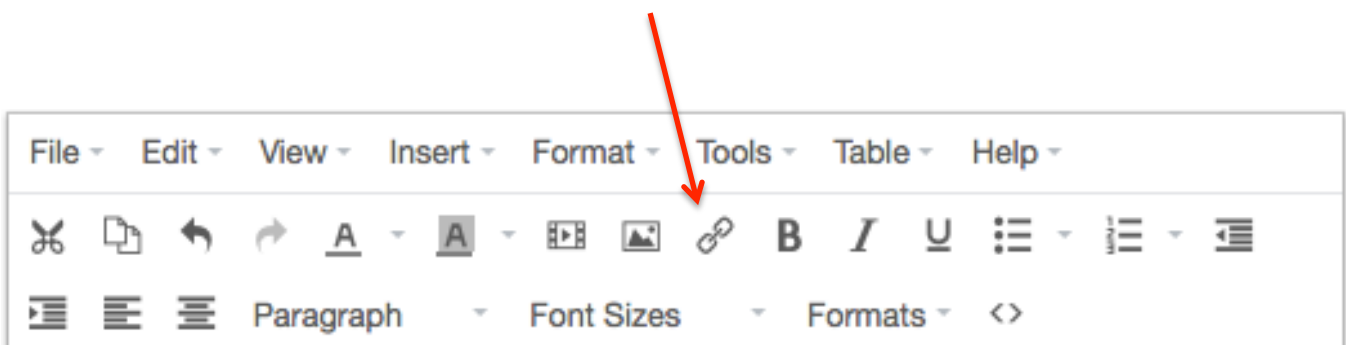 File Edit View Insert Format Tools Table Help
A A B I U
Paragraph Font Sizes Formats <>